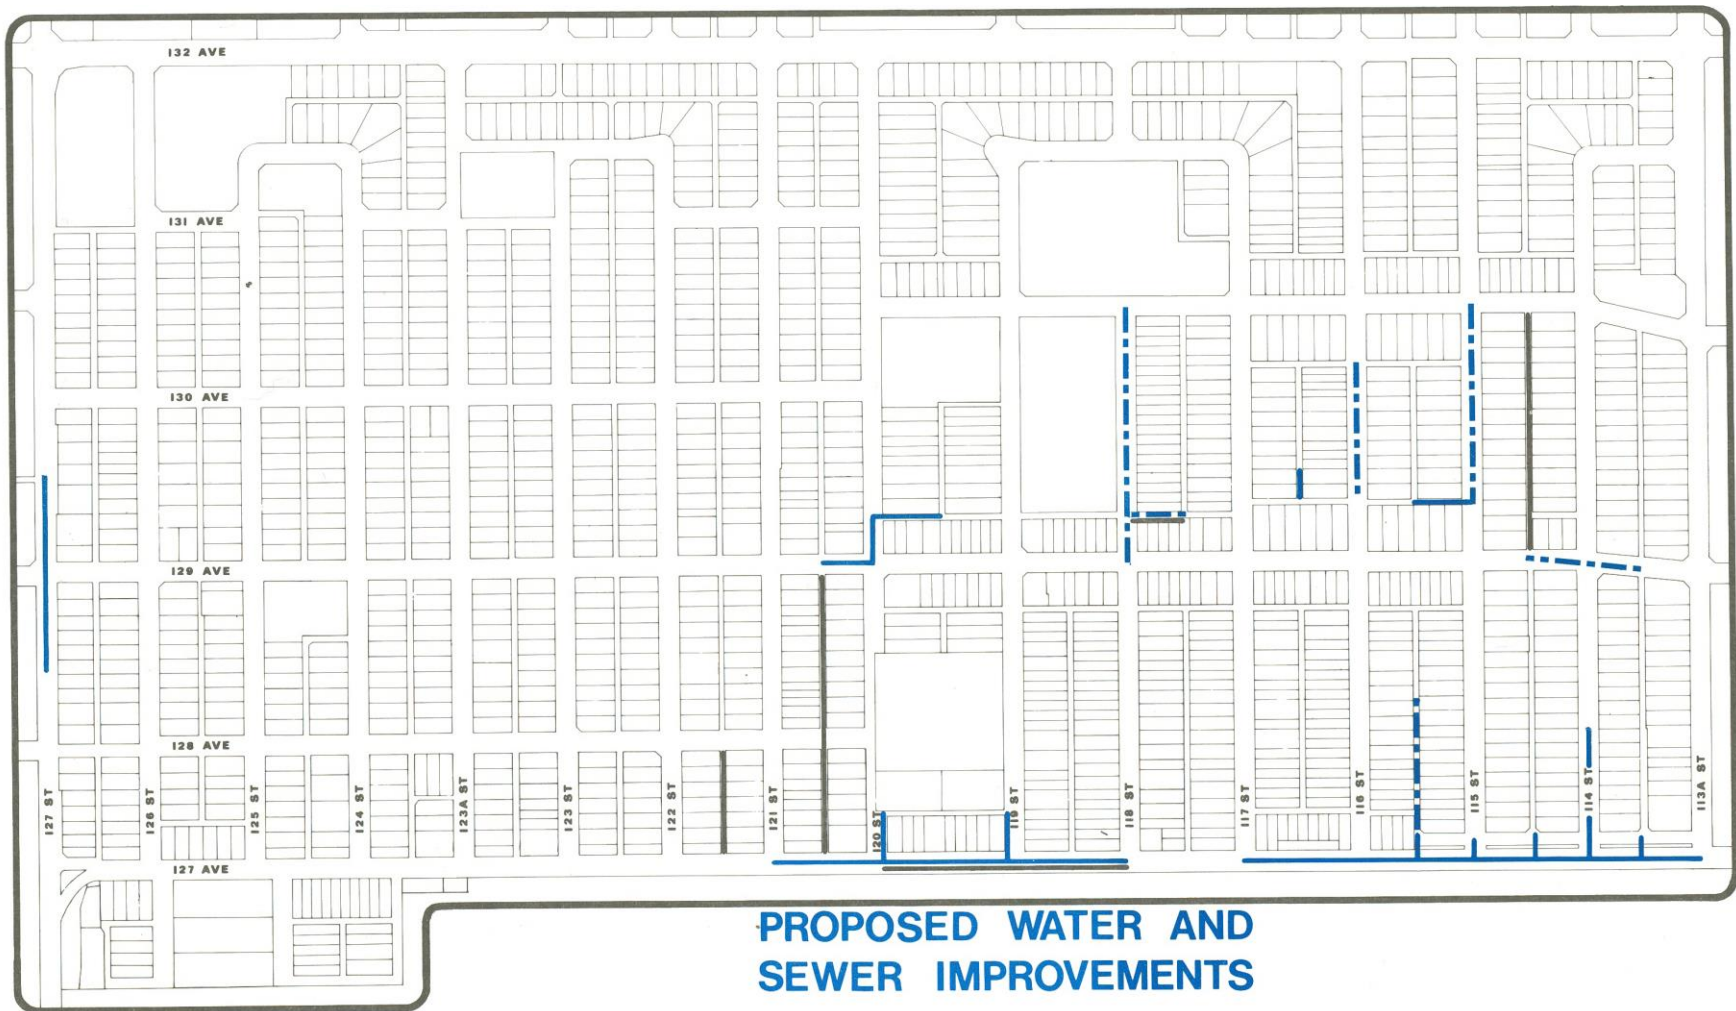 132 AVE
131 AVE
130 AVE
129 AVE
128 AVE
127 ST
126 ST
125 ST
124 ST
123A ST
123 ST
122 ST
121 ST
120 ST
119 ST
118 ST
117 ST
116 ST
115 ST
114 ST
113A ST
127 AVE
PROPOSED WATER AND
SEWER IMPROVEMENTS